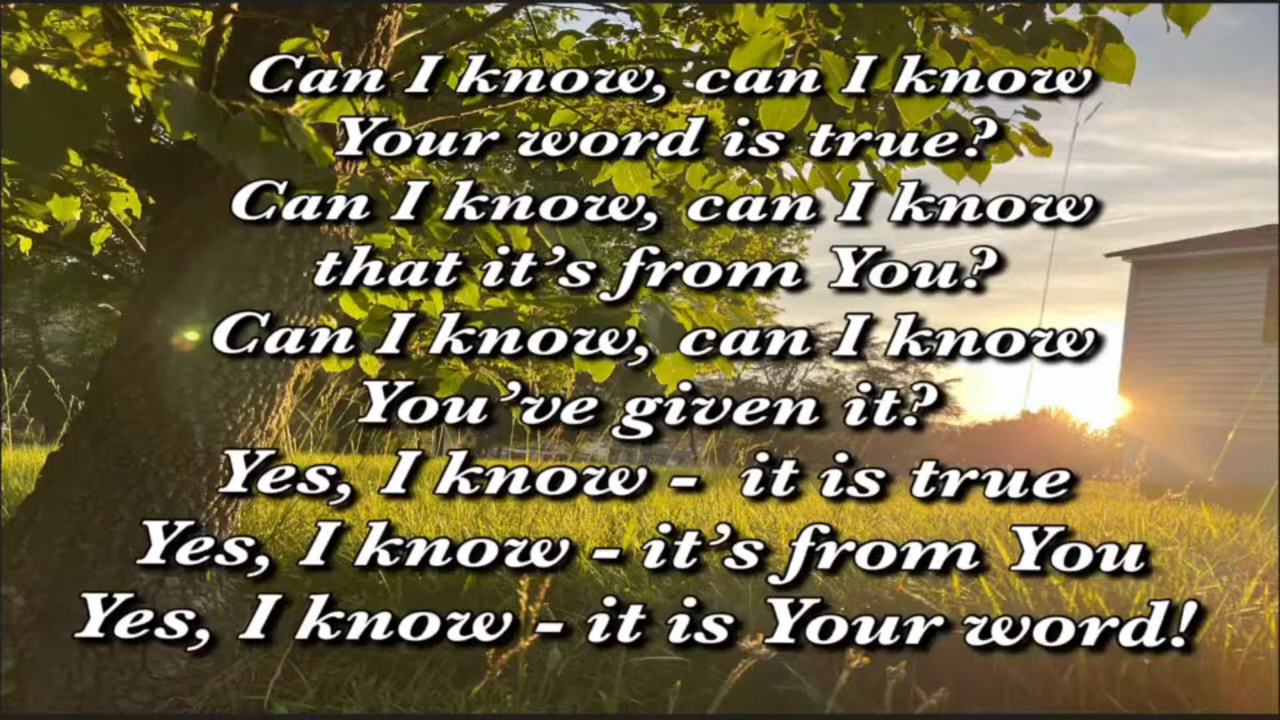 Can I know, can I know
Your word is true?
Can I know, can I know
that it's from You?
Can I know, can I know
You've given it?
Yes, I know - it is true
Yes, I know - it's from You
Yes, I know - it is Your word!